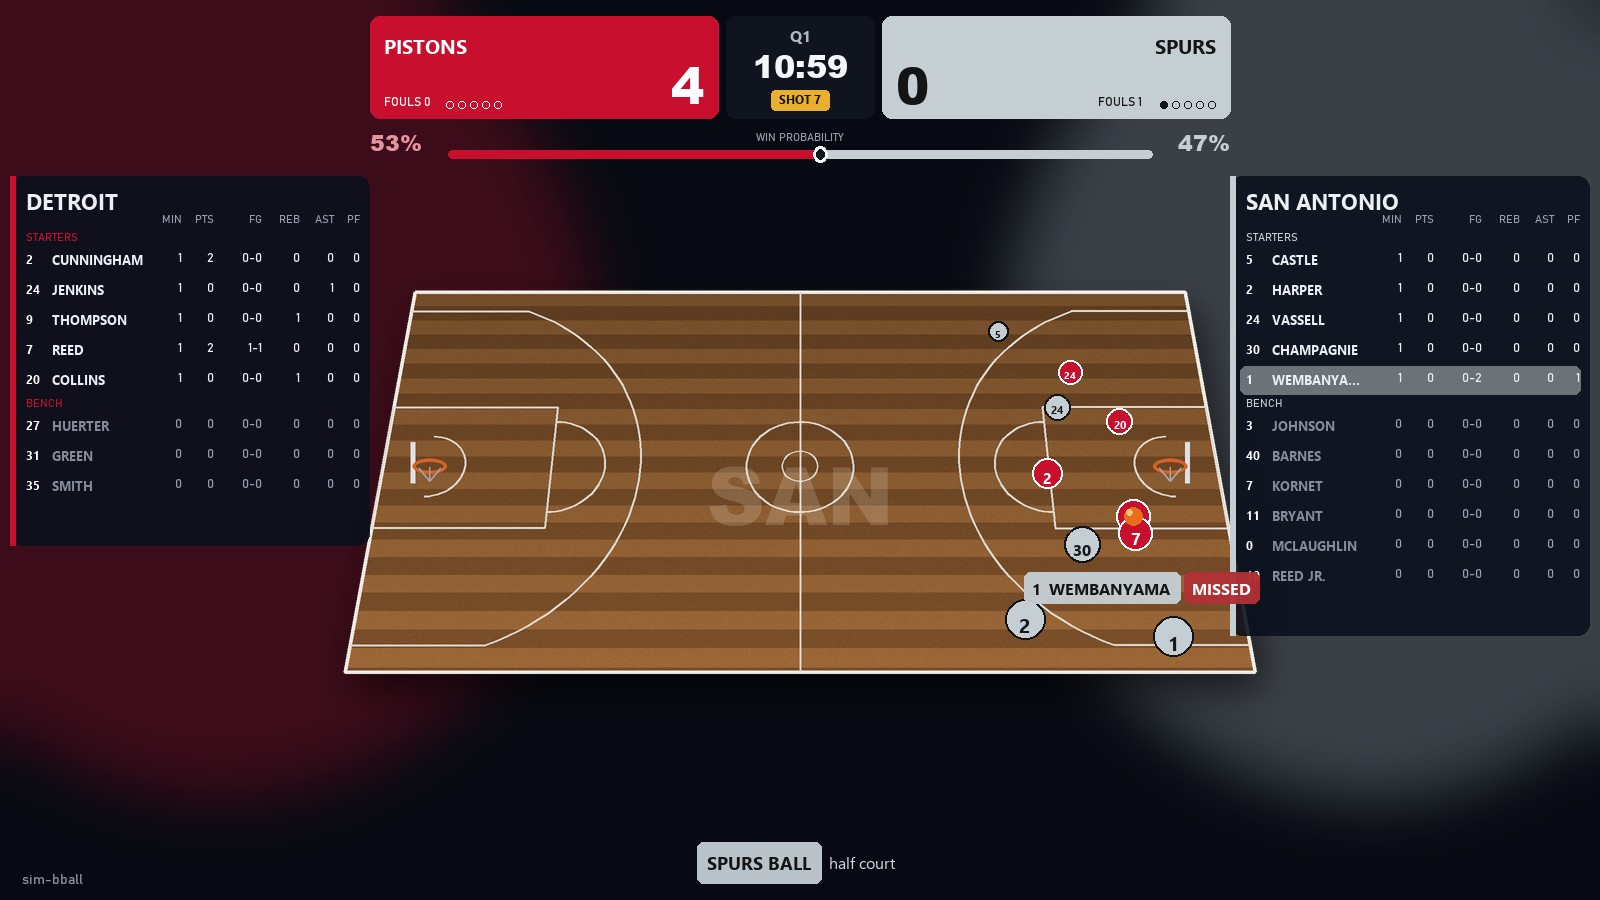 PISTONS
4
FOULS 0
Q1
10:59
SHOT 7
SPURS
0
FOULS 1
53%
WIN PROBABILITY
47%
DETROIT
MIN PTS FG REB AST PF
STARTERS
2 CUNNINGHAM 1 2 0-0 0 0 0
24 JENKINS 1 0 0-0 0 1 0
9 THOMPSON 1 0 0-0 1 0 0
7 REED 1 2 1-1 0 0 0
20 COLLINS 1 0 0-0 1 0 0
BENCH
27 HUERTER 0 0 0-0 0 0 0
31 GREEN 0 0 0-0 0 0 0
35 SMITH 0 0 0-0 0 0 0
SAN ANTONIO
MIN PTS FG REB AST PF
STARTERS
5 CASTLE 1 0 0-0 0 0 0
2 HARPER 1 0 0-0 0 0 0
24 VASSELL 1 0 0-0 0 0 0
30 CHAMPAGNIE 1 0 0-0 0 0 0
1 WEMBANYA... 1 0 0-2 0 0 1
BENCH
3 JOHNSON 0 0 0-0 0 0 0
40 BARNES 0 0 0-0 0 0 0
7 KORNET 0 0 0-0 0 0 0
11 BRYANT 0 0 0-0 0 0 0
0 MCLAUGHLIN 0 0 0-0 0 0 0
REED JR. 0 0 0-0 0 0 0
5
24
24
20
2
SAN
7
30
1 WEMBANYAMA MISSED
2
1
SPURS BALL half court
sim-bball